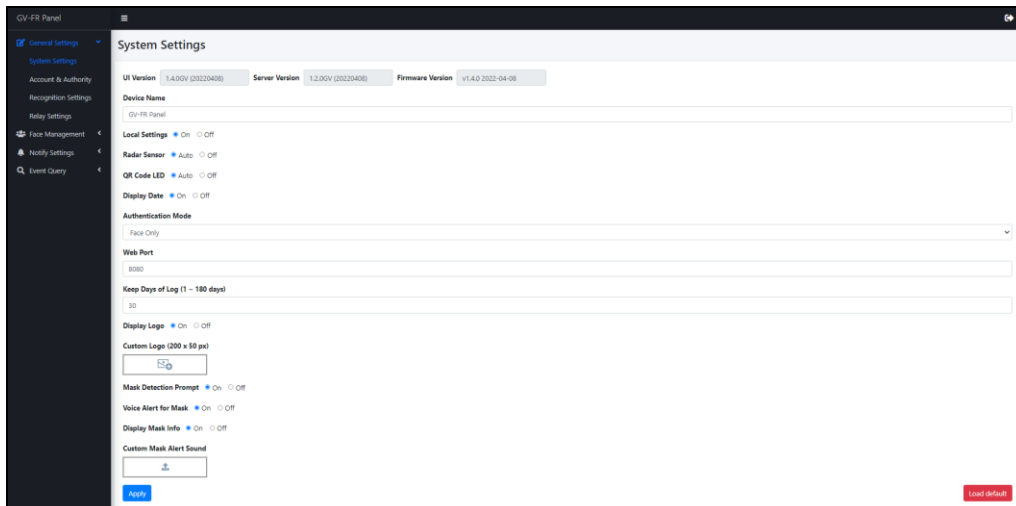 GV-FR Panel
General Settings
System Settings
Account & Authority
Recognition Settings
Relay Settings
Face Management
Notify Settings
Event Query
System Settings
UI Version 1.4.0GV (20220408) Server Version 1.2.0GV (20220408) Firmware Version v1.4.0 2022-04-08
Device Name
GV-FR Panel
Local Settings On Off
Radar Sensor Auto Off
QR Code LED Auto Off
Display Date On Off
Authentication Mode
Face Only
Web Port
8080
Keep Days of Log (1 ~ 180 days)
30
Display Logo On Off
Custom Logo (200 x 50 px)
Mask Detection Prompt On Off
Voice Alert for Mask On Off
Display Mask Info On Off
Custom Mask Alert Sound
Apply Load default